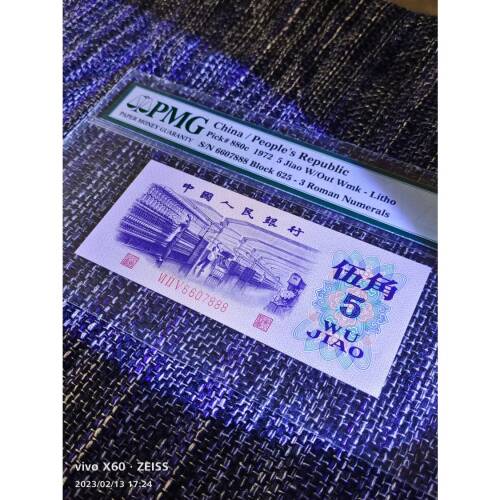 PMG
PAPER MONEY GUARANTY
China / People's Republic
Pick# 880c 1972 5 Jiao W/Out Wmk - Litho
S/N 6607888 Block 625 - 3 Roman Numerals
中国人民銀行
伍角
5
WU
JIAO
VIIIV6607888
vivo X60 · ZEISS
2023/02/13 17:24